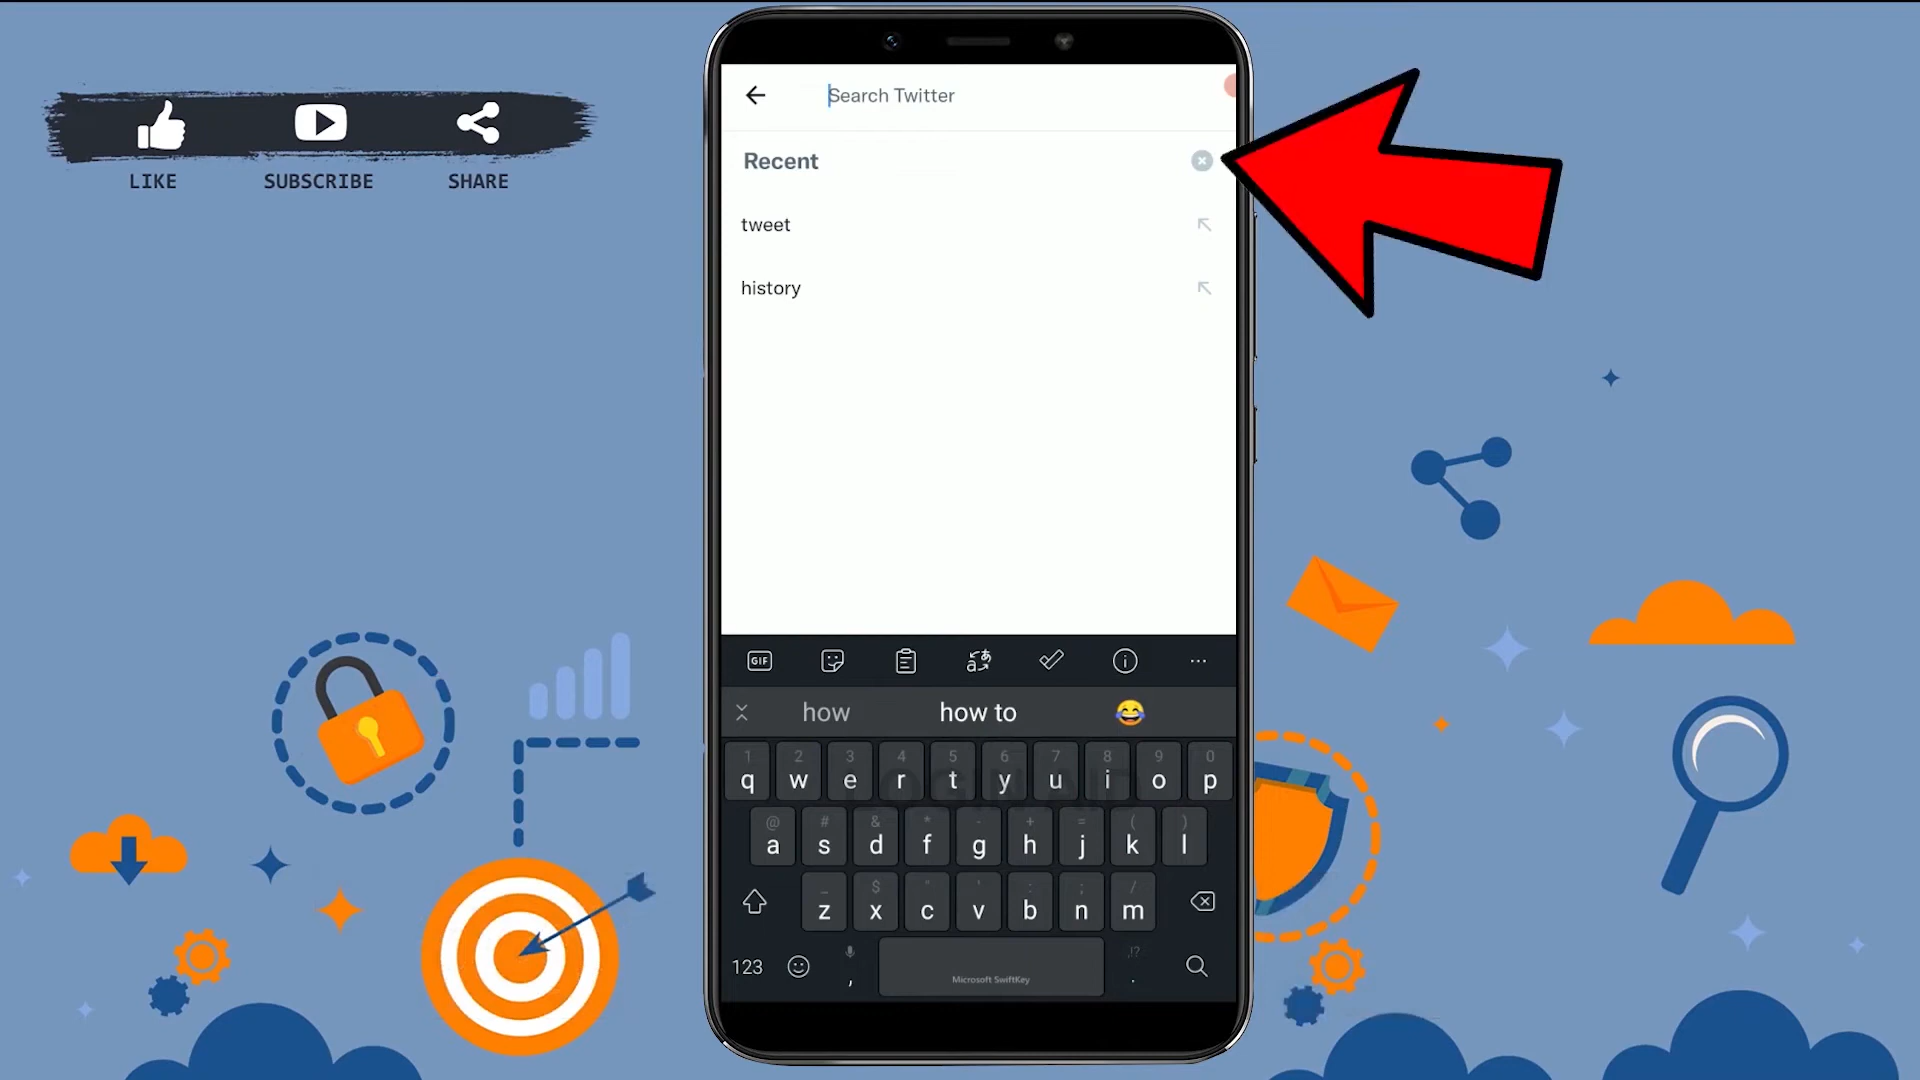 LIKE SUBSCRIBE SHARE
Search Twitter
Recent
tweet
history
GIF
how how to 😂
1 2 3 4 5 6 7 8 9 0
q w e r t y u i o p
@ # & * - + = ( )
a s d f g h j k l
_ $ " ' : ; /
z x c v b n m
123 , Microsoft SwiftKey ,!? .